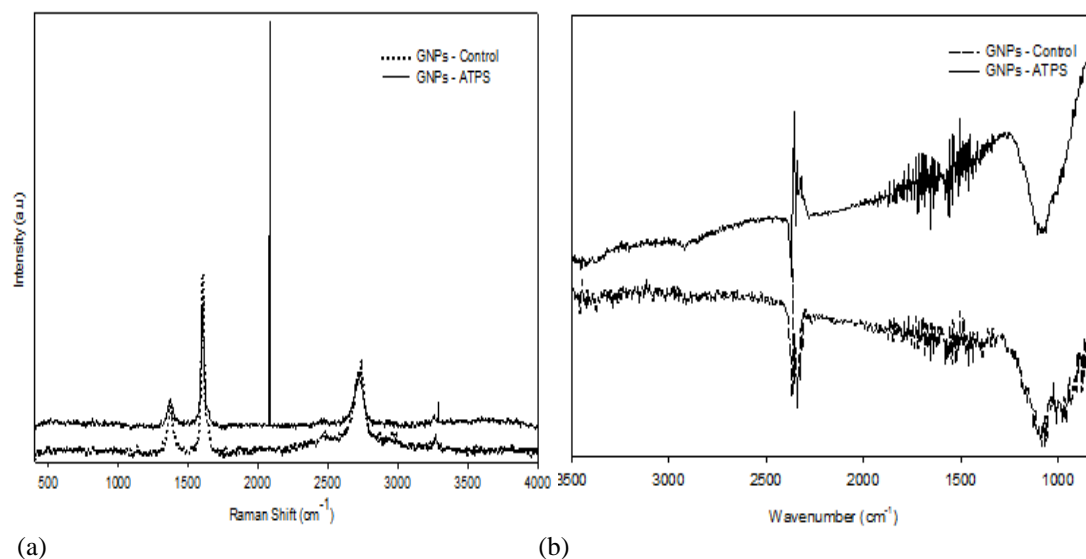 GNPs - Control
GNPs - ATPS
Intensity (a.u)
500 1000 1500 2000 2500 3000 3500 4000
Raman Shift (cm-1)
(a)
GNPs - Control
GNPs - ATPS
3500 3000 2500 2000 1500 1000
Wavenumber (cm-1)
(b)